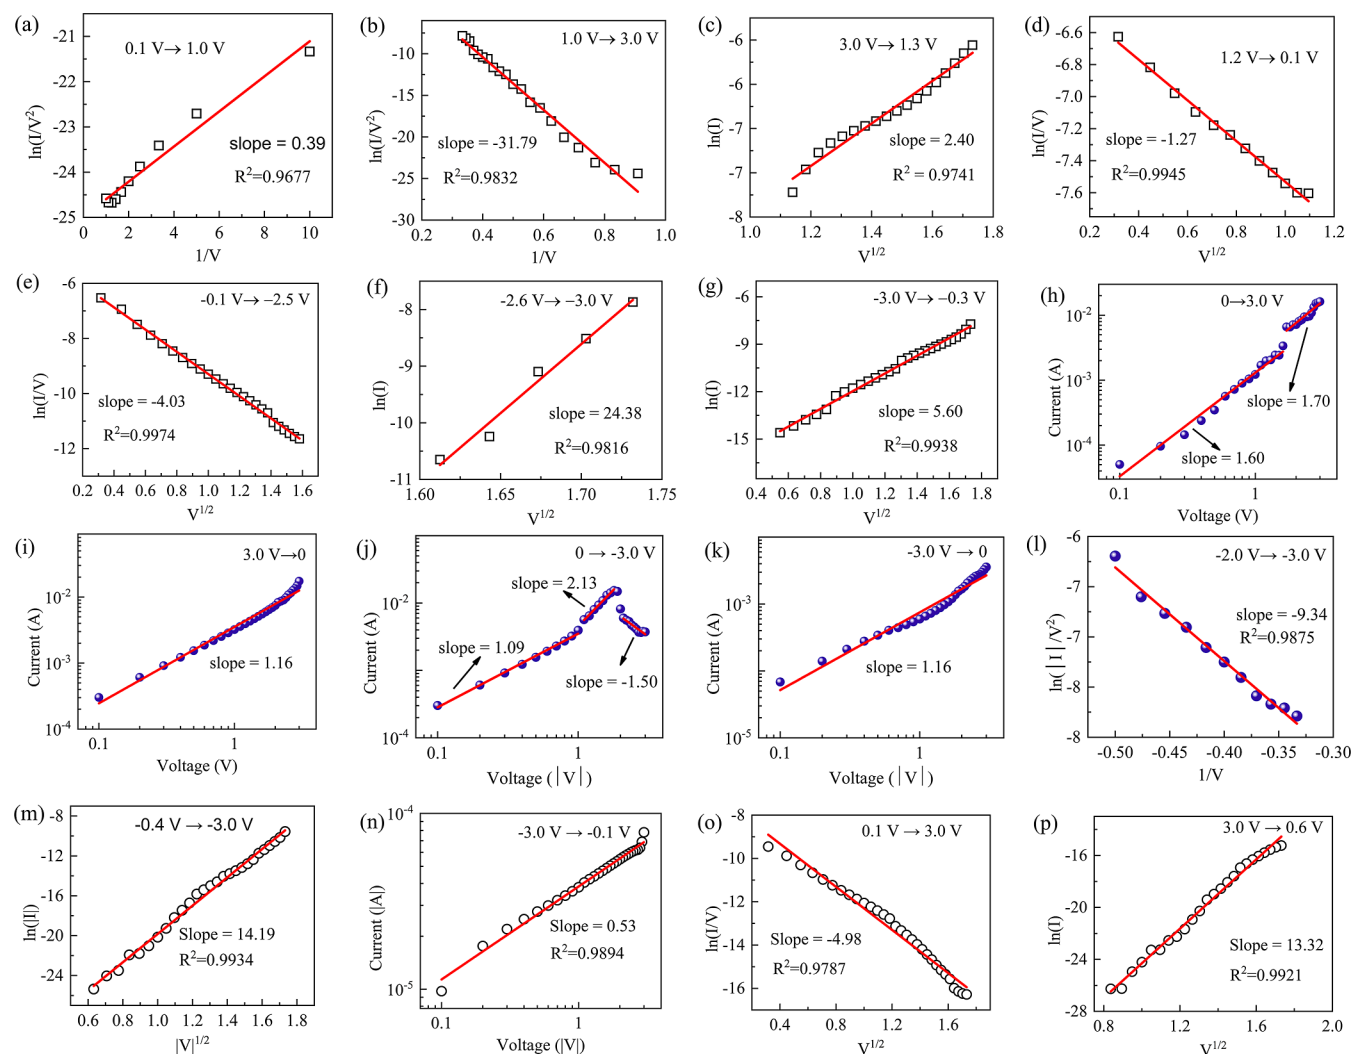 (a)
0.1 V→1.0 V
slope = 0.39
R²=0.9677
ln(I/V²)
-21
-22
-23
-24
-25
0 2 4 6 8 10
1/V
(b)
1.0 V→3.0 V
slope = -31.79
R²=0.9832
ln(I/V²)
-10
-15
-20
-25
-30
0.2 0.4 0.6 0.8 1.0
1/V
(c)
3.0 V→1.3 V
slope = 2.40
R² = 0.9741
ln(I)
-6
-6
-7
-7
-8
1.0 1.2 1.4 1.6 1.8
V¹/²
(d)
1.2 V→0.1 V
slope = -1.27
R²=0.9945
ln(I/V)
-6.6
-6.8
-7.0
-7.2
-7.4
-7.6
0.2 0.4 0.6 0.8 1.0 1.2
V¹/²
(e)
-0.1 V→ −2.5 V
slope = -4.03
R²=0.9974
ln(I/V)
-6
-8
-10
-12
0.2 0.4 0.6 0.8 1.0 1.2 1.4 1.6
V¹/²
(f)
-2.6 V→ −3.0 V
slope = 24.38
R²=0.9816
ln(I)
-8
-9
-10
-11
1.60 1.65 1.70 1.75
V¹/²
(g)
-3.0 V→ −0.3 V
slope = 5.60
R²=0.9938
ln(I)
-6
-9
-12
-15
0.4 0.6 0.8 1.0 1.2 1.4 1.6 1.8
V¹/²
(h)
0→3.0 V
slope = 1.70
slope = 1.60
Current (A)
10⁻²
10⁻³
10⁻⁴
0.1 1
Voltage (V)
(i)
3.0 V→0
slope = 1.16
Current (A)
10⁻²
10⁻³
10⁻⁴
0.1 1
Voltage (V)
(j)
0 → -3.0 V
slope = 2.13
slope = 1.09
slope = -1.50
Current (A)
10⁻²
10⁻³
10⁻⁴
0.1 1
Voltage (|V|)
(k)
-3.0 V → 0
slope = 1.16
Current (A)
10⁻³
10⁻⁴
10⁻⁵
0.1 1
Voltage (|V|)
(l)
-2.0 V→ -3.0 V
slope = -9.34
R²=0.9875
ln(|I|/V²)
-6
-7
-7
-8
-8
-0.50 -0.45 -0.40 -0.35 -0.30
1/V
(m)
-0.4 V → -3.0 V
Slope = 14.19
R²=0.9934
ln(|I|)
-8
-12
-16
-20
-24
0.6 0.8 1.0 1.2 1.4 1.6 1.8
|V|¹/²
(n)
-3.0 V → -0.1 V
Slope = 0.53
R²=0.9894
Current (|A|)
10⁻⁴
10⁻⁵
0.1 1
Voltage (|V|)
(o)
0.1 V→3.0 V
Slope = -4.98
R²=0.9787
ln(I/V)
-8
-10
-12
-14
-16
0.4 0.8 1.2 1.6
V¹/²
(p)
3.0 V→ 0.6 V
Slope = 13.32
R²=0.9921
ln(I)
-16
-20
-24
-28
0.8 1.2 1.6 2.0
V¹/²